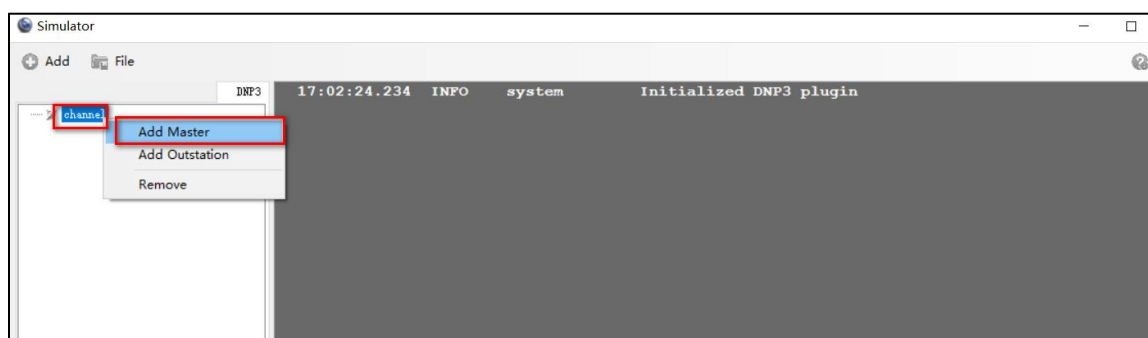 Simulator
Add File
DNP3
17:02:24.234 INFO system Initialized DNP3 plugin
channel
Add Master
Add Outstation
Remove